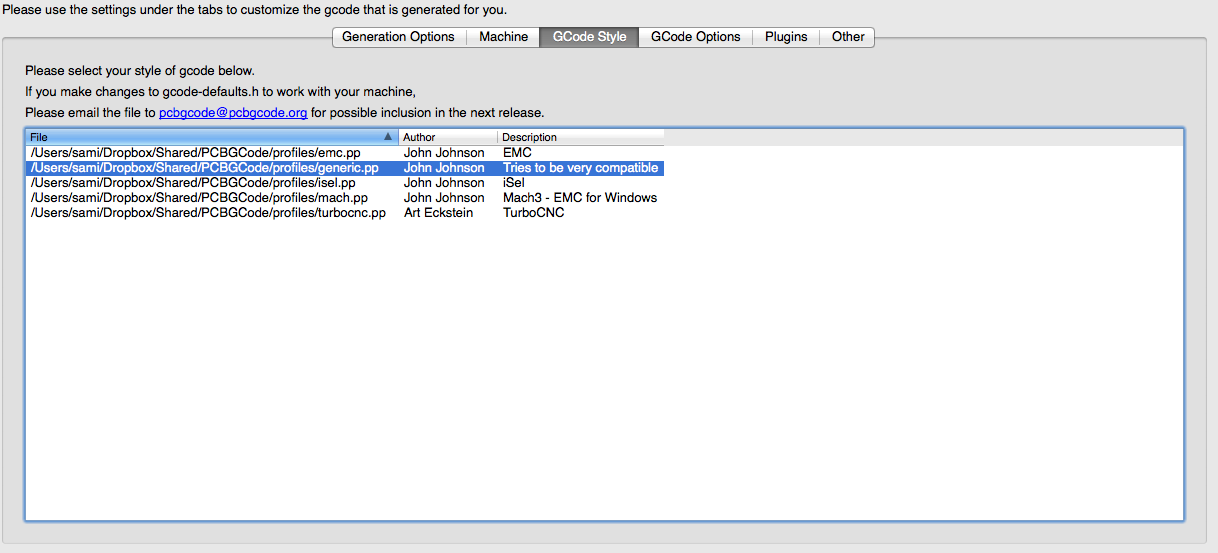 Please use the settings under the tabs to customize the gcode that is generated for you.
Generation Options Machine GCode Style GCode Options Plugins Other
Please select your style of gcode below.
If you make changes to gcode-defaults.h to work with your machine,
Please email the file to pcbgcode@pcbgcode.org for possible inclusion in the next release.
File Author Description
/Users/sami/Dropbox/Shared/PCBGCode/profiles/emc.pp John Johnson EMC
/Users/sami/Dropbox/Shared/PCBGCode/profiles/generic.pp John Johnson Tries to be very compatible
/Users/sami/Dropbox/Shared/PCBGCode/profiles/isel.pp John Johnson iSel
/Users/sami/Dropbox/Shared/PCBGCode/profiles/mach.pp John Johnson Mach3 - EMC for Windows
/Users/sami/Dropbox/Shared/PCBGCode/profiles/turbocnc.pp Art Eckstein TurboCNC